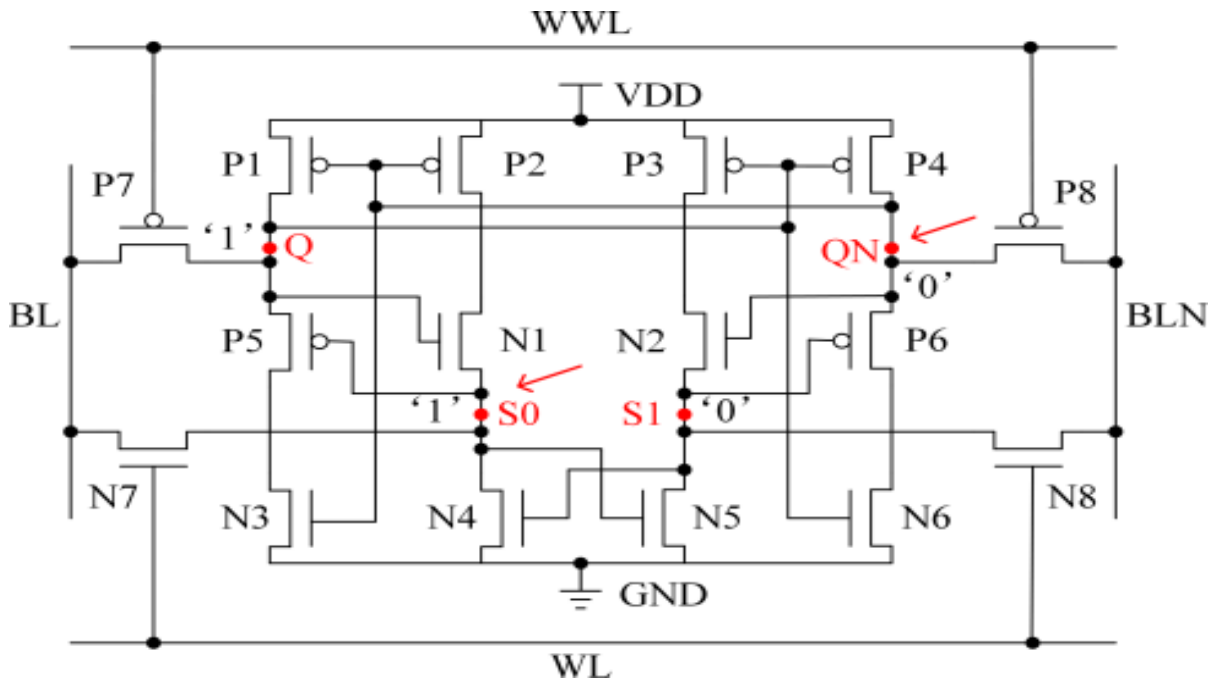 WWL
VDD
P1 P2 P3 P4
P7 P8
‘1’ Q QN
‘0’
BL P5 N1 N2 P6 BLN
‘1’ S0 S1 ‘0’
N7 N3 N4 N5 N6 N8
GND
WL